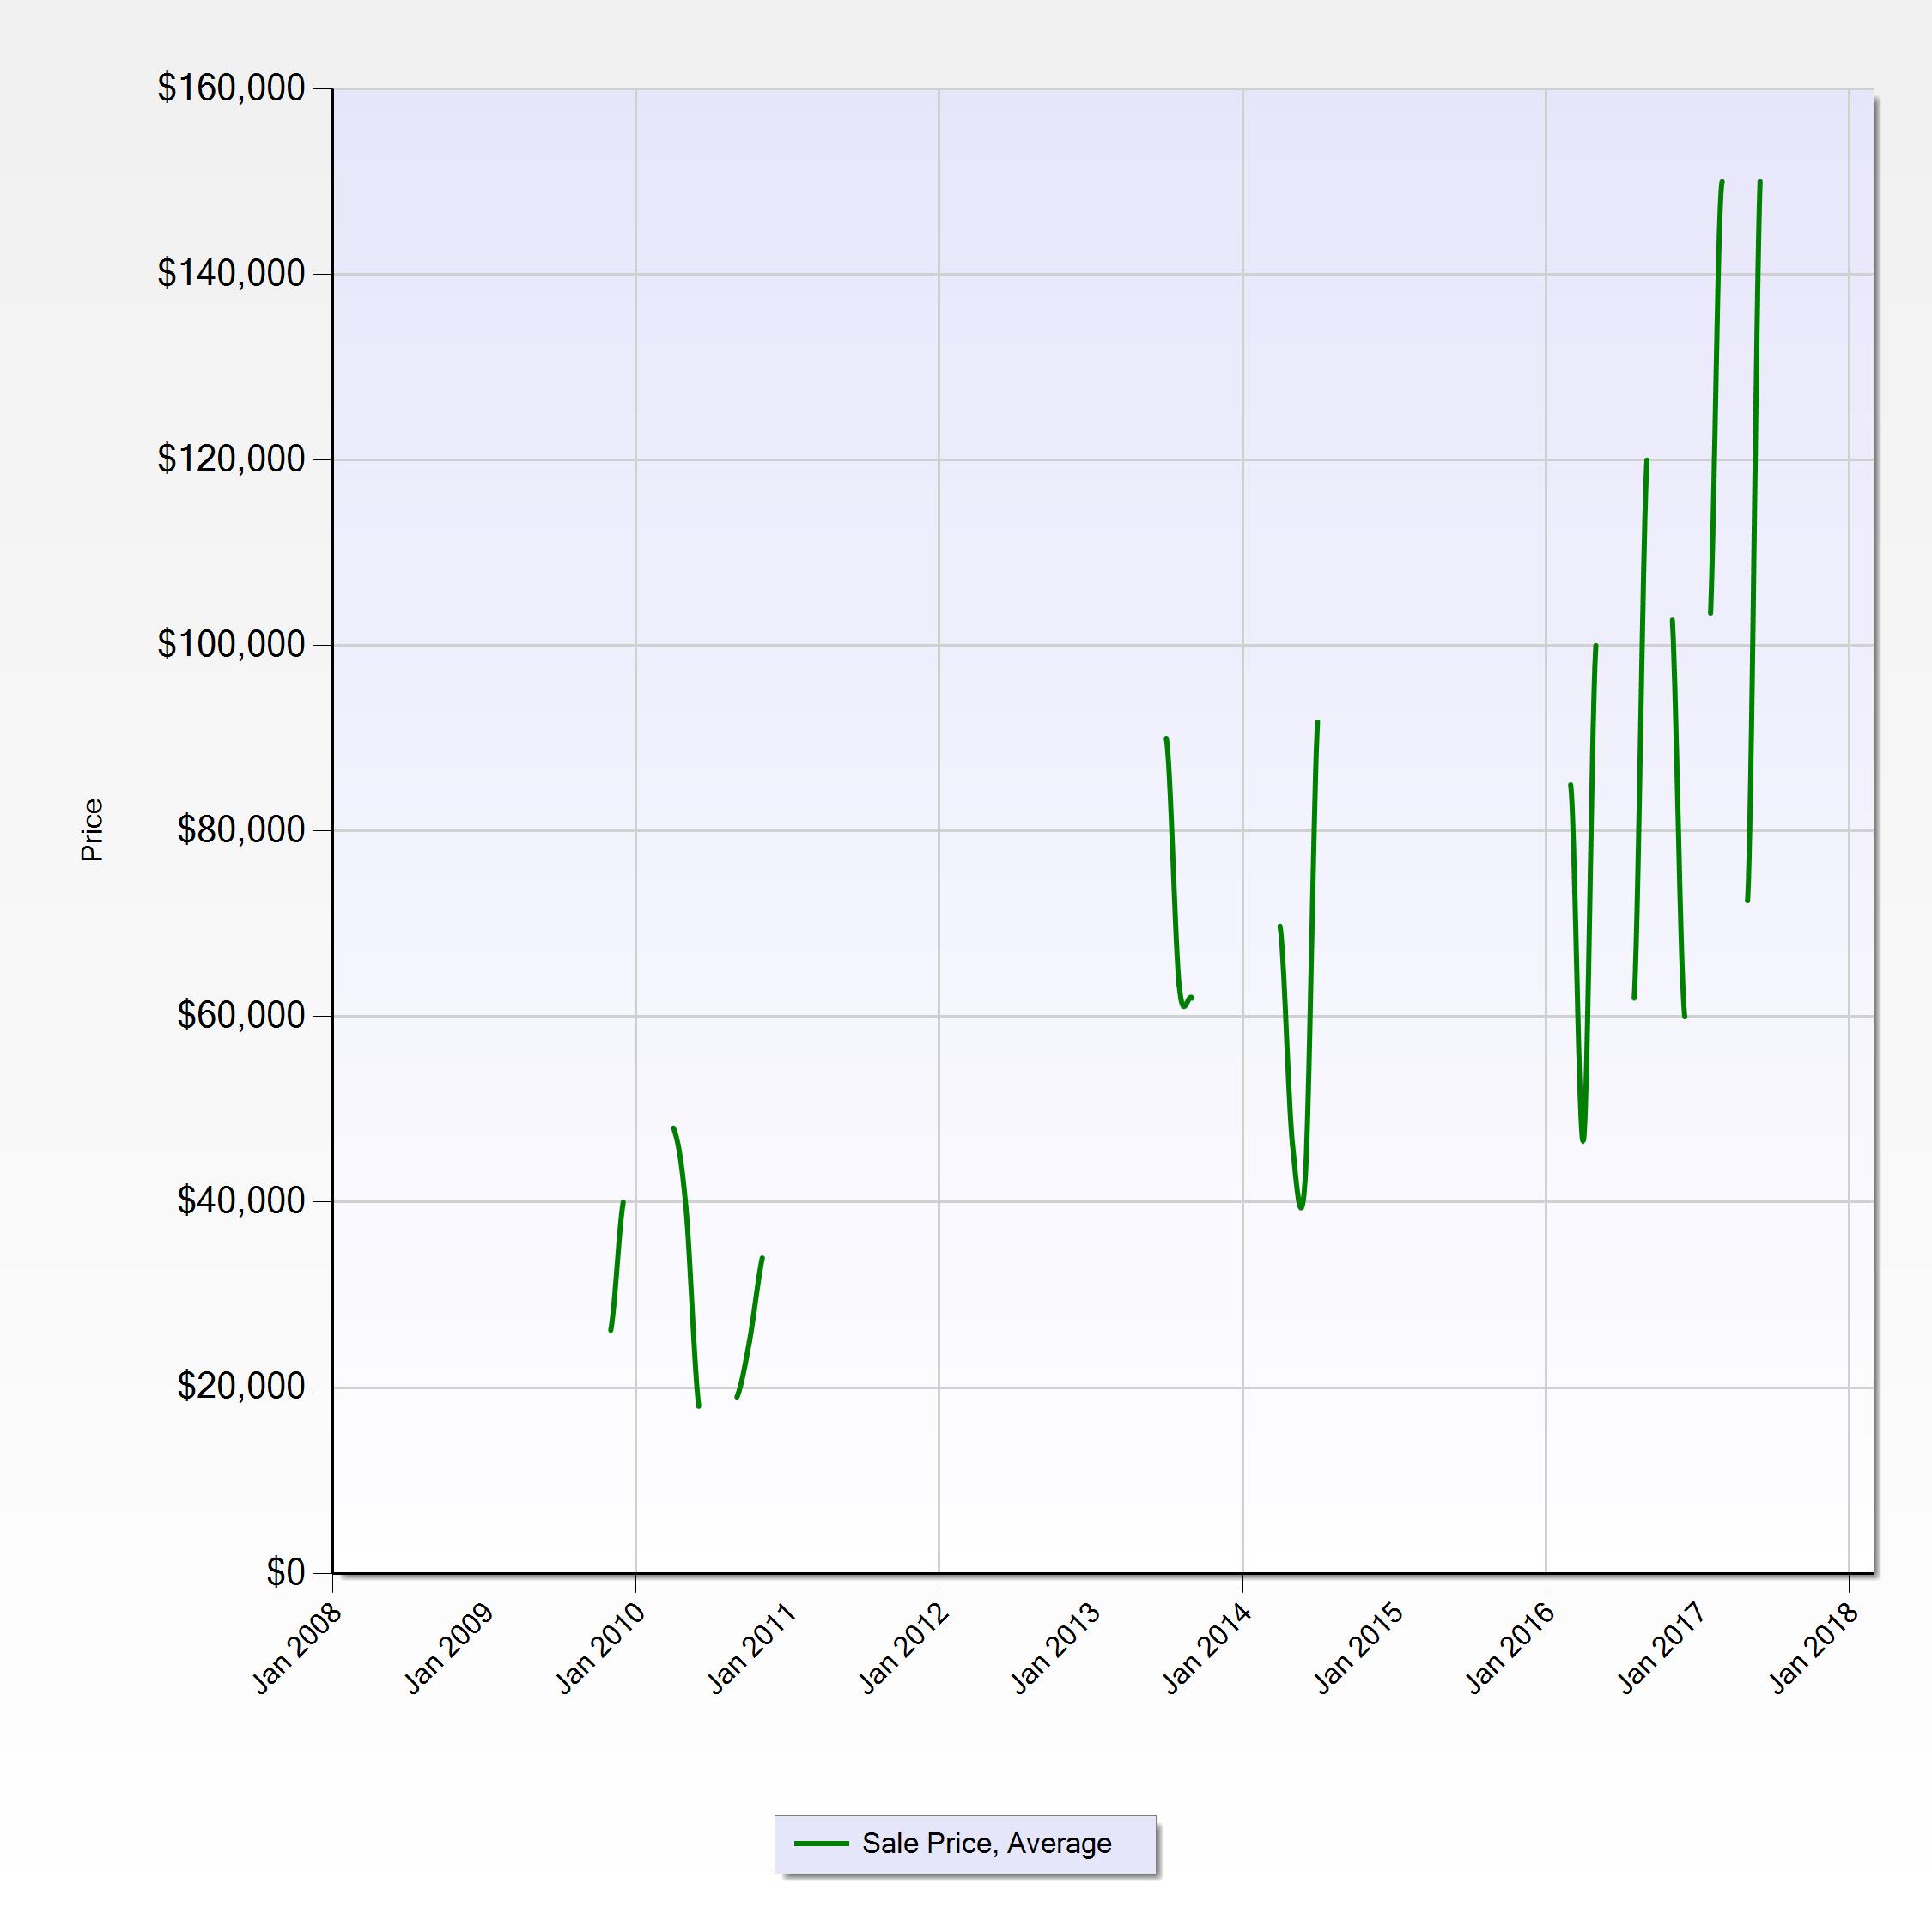 $160,000
$140,000
$120,000
$100,000
$80,000
$60,000
$40,000
$20,000
$0
Price
Jan 2008
Jan 2009
Jan 2010
Jan 2011
Jan 2012
Jan 2013
Jan 2014
Jan 2015
Jan 2016
Jan 2017
Jan 2018
Sale Price, Average